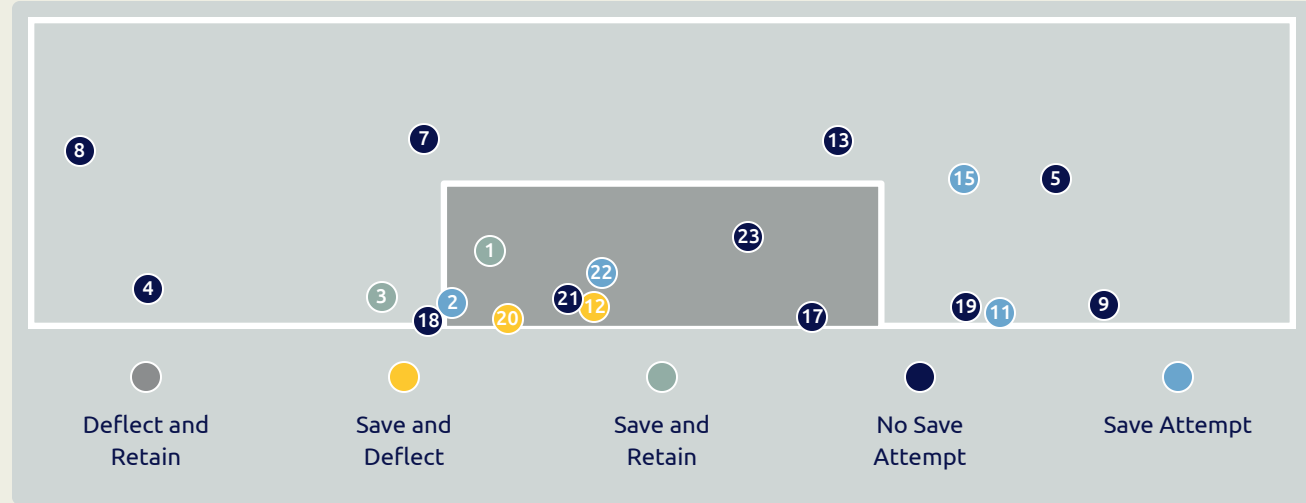 7
13
8
15
5
23
1
22
4
3
2
21
12
9
19
11
18
20
17
Deflect and
Retain
Save and
Deflect
Save and
Retain
No Save
Attempt
Save Attempt